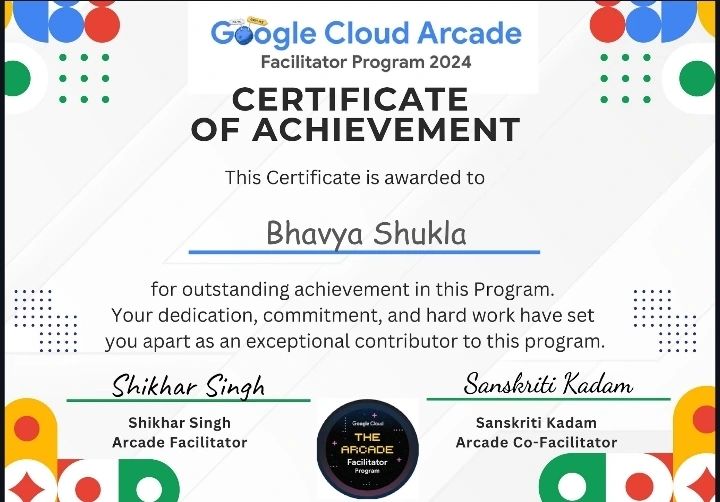 Google Cloud Arcade
Facilitator Program 2024
CERTIFICATE
OF ACHIEVEMENT
This Certificate is awarded to
Bhavya Shukla
for outstanding achievement in this Program.
Your dedication, commitment, and hard work have set
you apart as an exceptional contributor to this program.
Shikhar Singh
Sanskriti Kadam
Shikhar Singh
Arcade Facilitator
Sanskriti Kadam
Arcade Co-Facilitator
Google Cloud
THE
ARCADE
Facilitator
Program